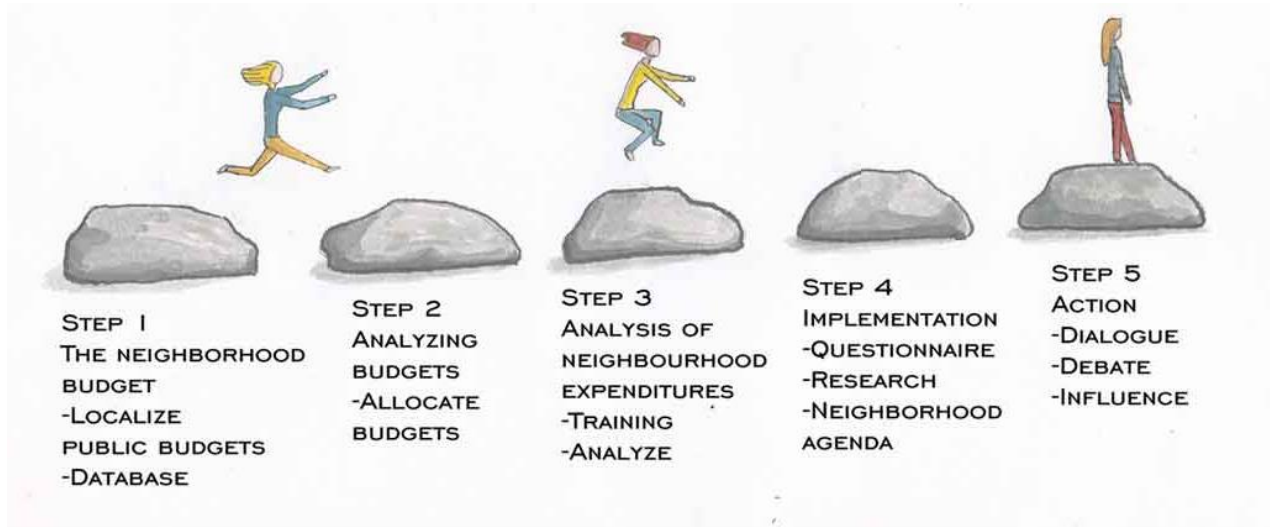 STEP 1
THE NEIGHBORHOOD
BUDGET
-LOCALIZE
PUBLIC BUDGETS
-DATABASE
STEP 2
ANALYZING
BUDGETS
-ALLOCATE
BUDGETS
STEP 3
ANALYSIS OF
NEIGHBOURHOOD
EXPENDITURES
-TRAINING
-ANALYZE
STEP 4
IMPLEMENTATION
-QUESTIONNAIRE
-RESEARCH
-NEIGHBORHOOD
AGENDA
STEP 5
ACTION
-DIALOGUE
-DEBATE
-INFLUENCE